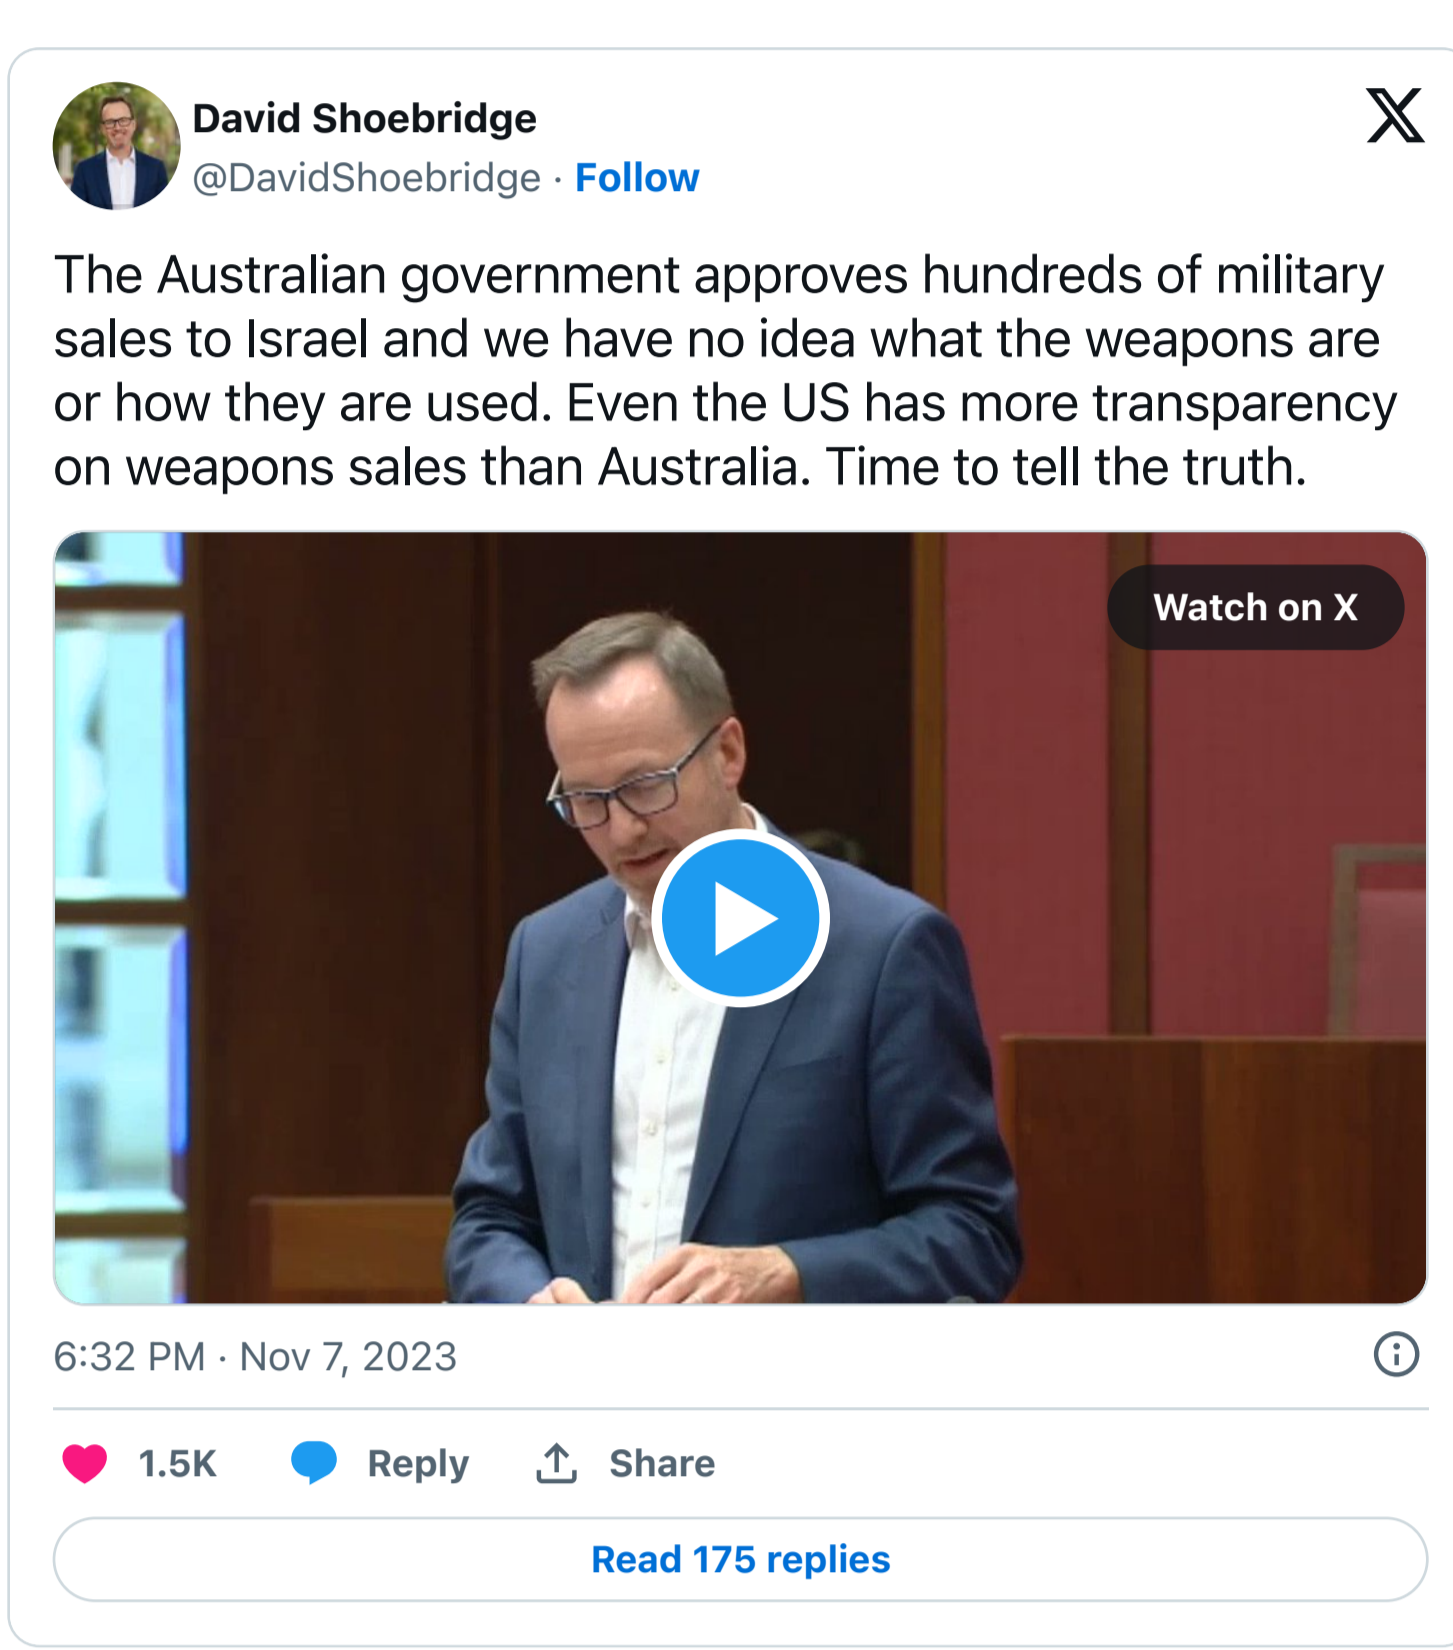 David Shoebridge
@DavidShoebridge · Follow
The Australian government approves hundreds of military
sales to Israel and we have no idea what the weapons are
or how they are used. Even the US has more transparency
on weapons sales than Australia. Time to tell the truth.
Watch on X
6:32 PM · Nov 7, 2023
1.5K Reply Share
Read 175 replies